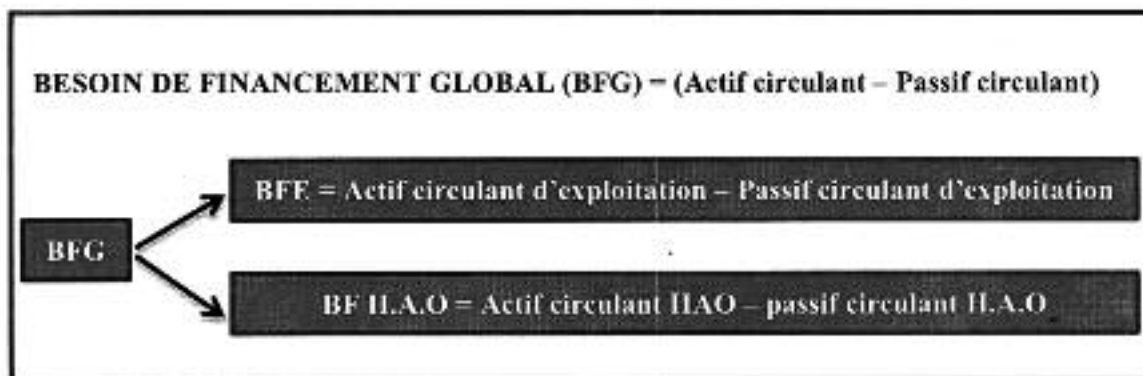 BESOIN DE FINANCEMENT GLOBAL (BFG) = (Actif circulant – Passif circulant)
BFE = Actif circulant d'exploitation – Passif circulant d'exploitation
BFG
BF H.A.O = Actif circulant HAO – passif circulant H.A.O